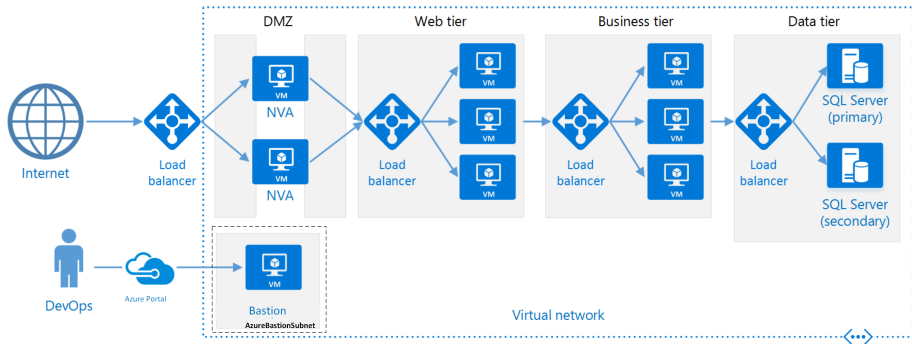 DMZ
Web tier
Business tier
Data tier
Internet
Load
balancer
VM
NVA
VM
NVA
Load
balancer
VM
VM
VM
Load
balancer
VM
VM
VM
Load
balancer
SQL Server
(primary)
SQL Server
(secondary)
DevOps
Azure Portal
VM
Bastion
AzureBastionSubnet
Virtual network